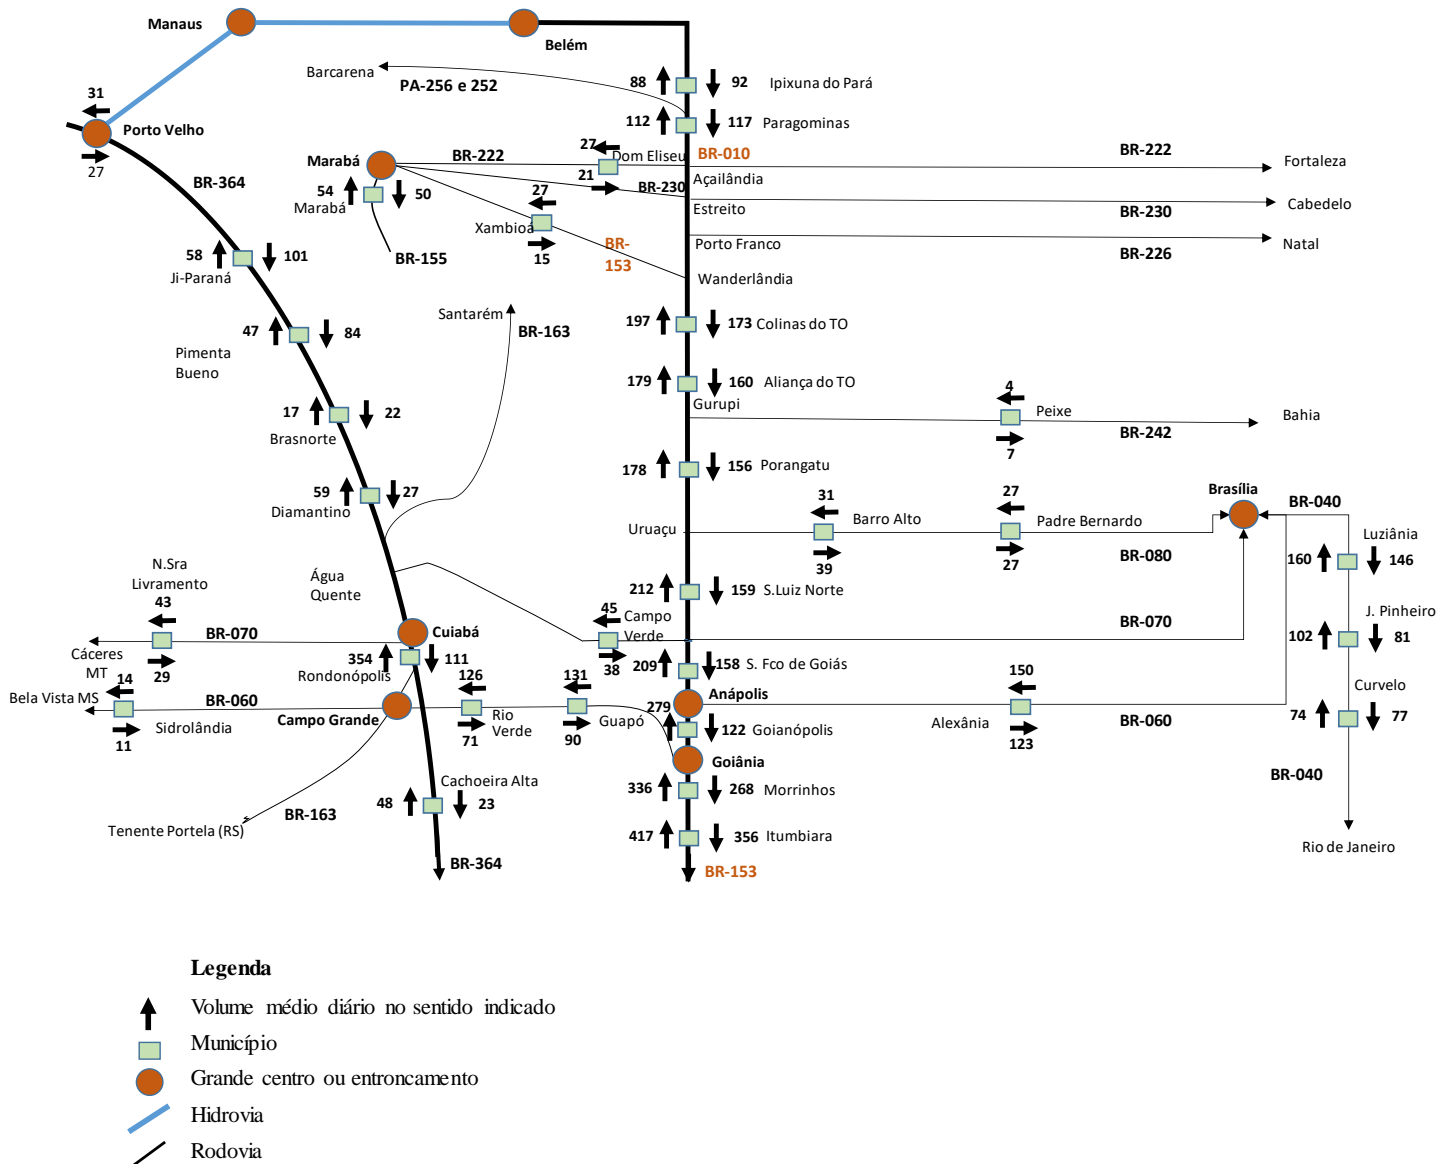 Manaus
Belém
Barcarena
PA-256 e 252
88
92
Ipixuna do Pará
31
Porto Velho
27
112
117
Paragominas
Marabá
BR-222
27
Dom Eliseu
BR-010
BR-222
Fortaleza
BR-364
54
50
Marabá
21
BR-230
Açailândia
27
Xambioá
15
BR-
153
Estreito
BR-230
Cabedelo
Porto Franco
BR-226
Natal
BR-155
58
101
Ji-Paraná
Wanderlândia
Santarém
BR-163
197
173
Colinas do TO
47
84
Pimenta
Bueno
179
160
Aliança do TO
Gurupi
4
Peixe
7
BR-242
Bahia
17
22
Brasnorte
178
156
Porangatu
59
27
Diamantino
Uruaçu
31
Barro Alto
39
27
Padre Bernardo
27
BR-080
Brasília
BR-040
Luziânia
160
146
N.Sra
Livramento
43
Água
Quente
212
159
S.Luiz Norte
BR-070
29
Cáceres
MT
Cuiabá
354
111
Rondonópolis
45
Campo
Verde
38
BR-070
J. Pinheiro
102
81
209
158
S. Fco de Goiás
Bela Vista MS
14
BR-060
Sidrolândia
11
Campo Grande
126
Rio
Verde
71
131
Guapó
90
279
Anápolis
122
Goianópolis
150
Alexânia
123
BR-060
Curvelo
74
77
Goiânia
Cachoeira Alta
48
23
336
268
Morrinhos
BR-040
BR-163
Tenente Portela (RS)
417
356
Itumbiara
Rio de Janeiro
BR-364
BR-153
Legenda
Volume médio diário no sentido indicado
Município
Grande centro ou entroncamento
Hidrovia
Rodovia